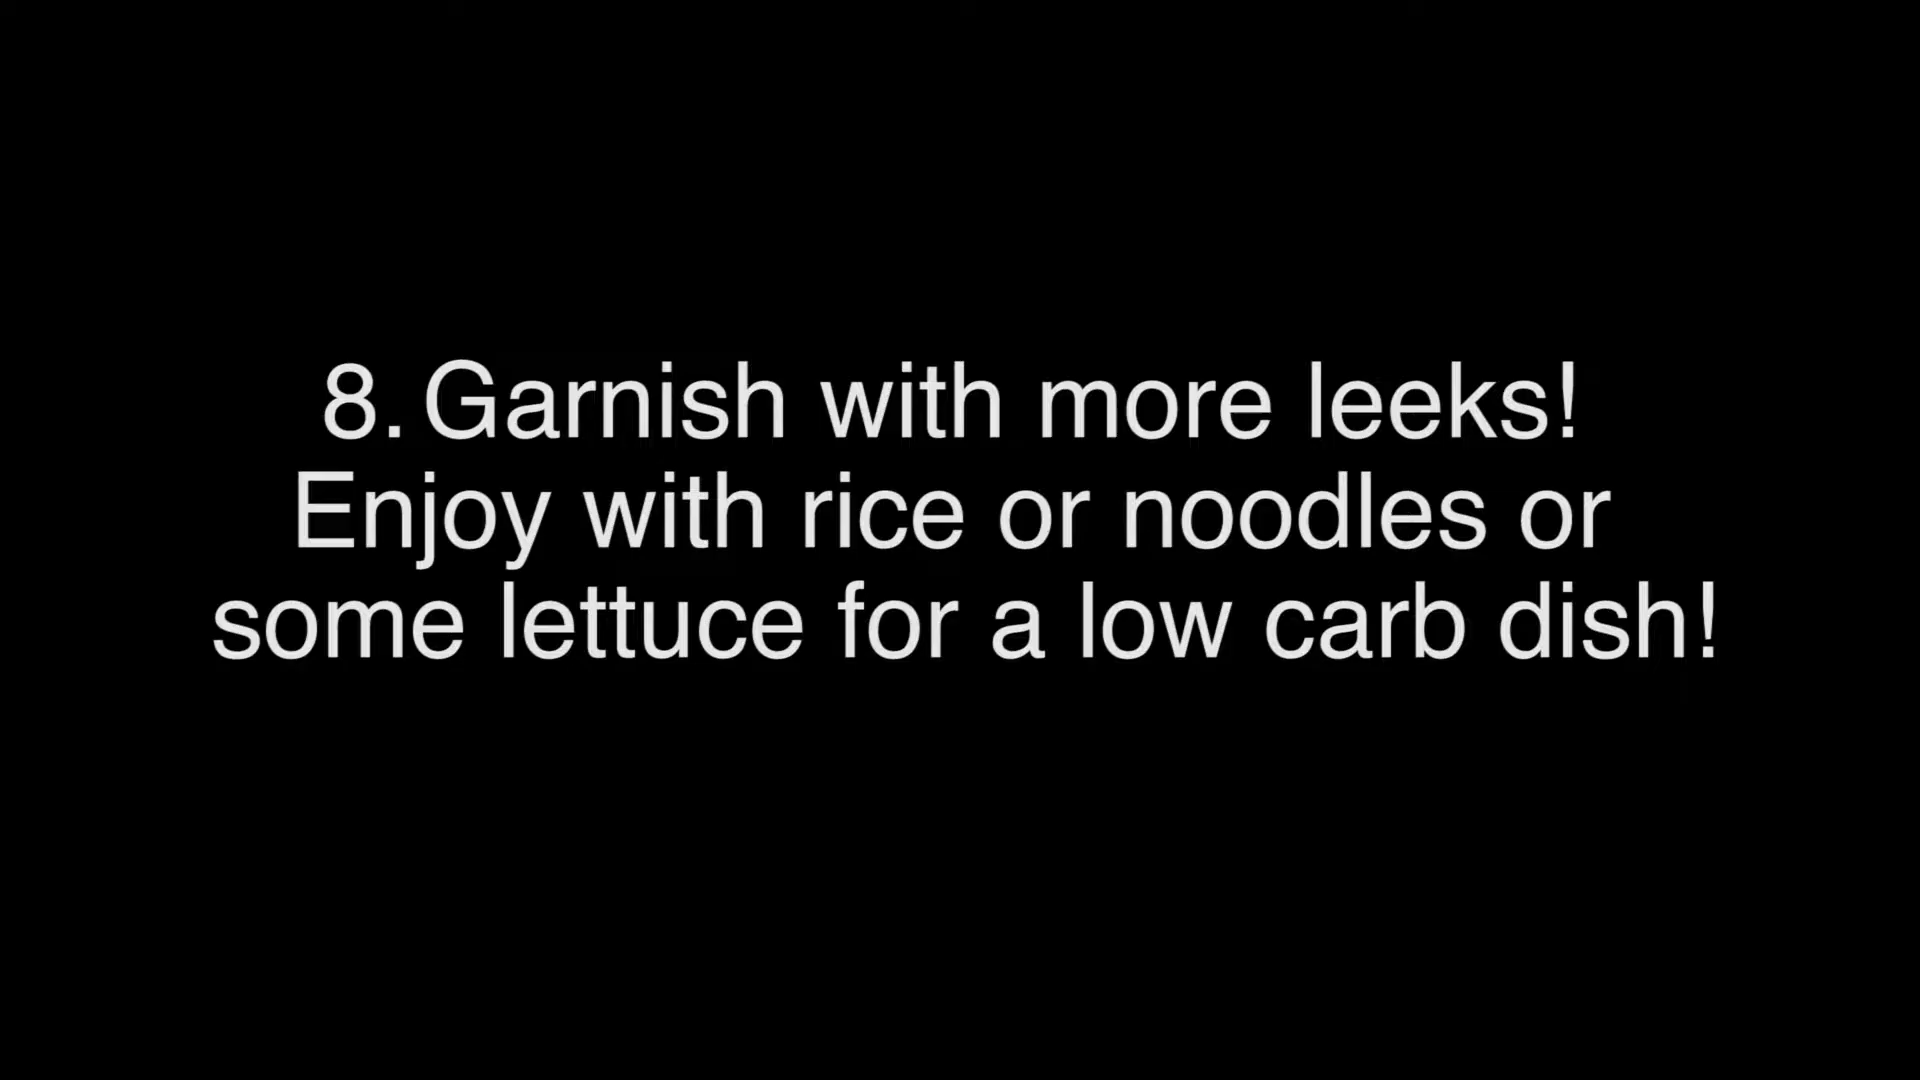 8. Garnish with more leeks!
Enjoy with rice or noodles or
some lettuce for a low carb dish!